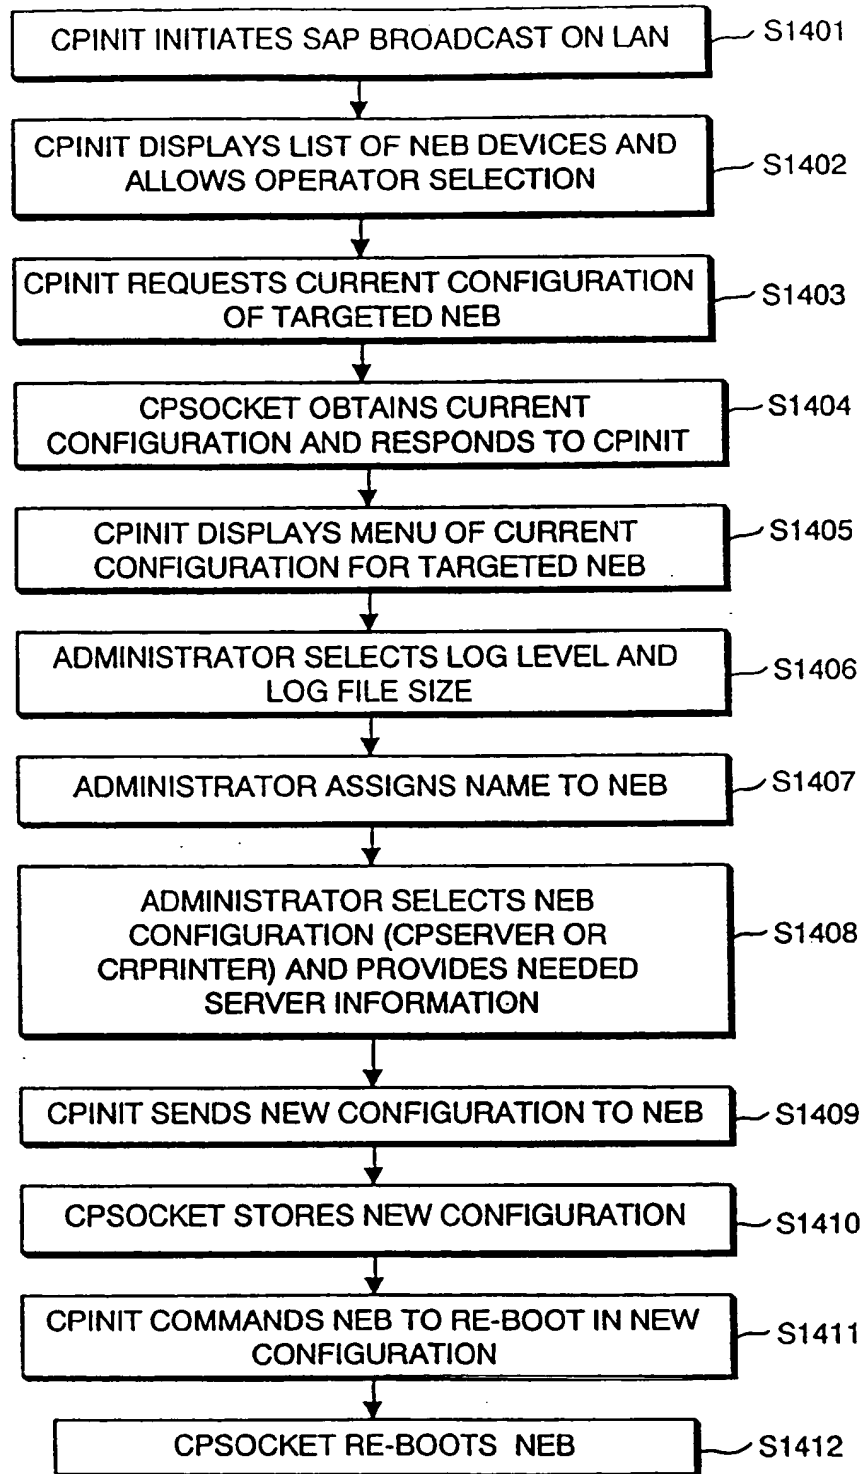 CPINIT INITIATES SAP BROADCAST ON LAN
S1401
CPINIT DISPLAYS LIST OF NEB DEVICES AND
ALLOWS OPERATOR SELECTION
S1402
CPINIT REQUESTS CURRENT CONFIGURATION
OF TARGETED NEB
S1403
CPSOCKET OBTAINS CURRENT
CONFIGURATION AND RESPONDS TO CPINIT
S1404
CPINIT DISPLAYS MENU OF CURRENT
CONFIGURATION FOR TARGETED NEB
S1405
ADMINISTRATOR SELECTS LOG LEVEL AND
LOG FILE SIZE
S1406
ADMINISTRATOR ASSIGNS NAME TO NEB
S1407
ADMINISTRATOR SELECTS NEB
CONFIGURATION (CPSERVER OR
CRPRINTER) AND PROVIDES NEEDED
SERVER INFORMATION
S1408
CPINIT SENDS NEW CONFIGURATION TO NEB
S1409
CPSOCKET STORES NEW CONFIGURATION
S1410
CPINIT COMMANDS NEB TO RE-BOOT IN NEW
CONFIGURATION
S1411
CPSOCKET RE-BOOTS NEB
S1412